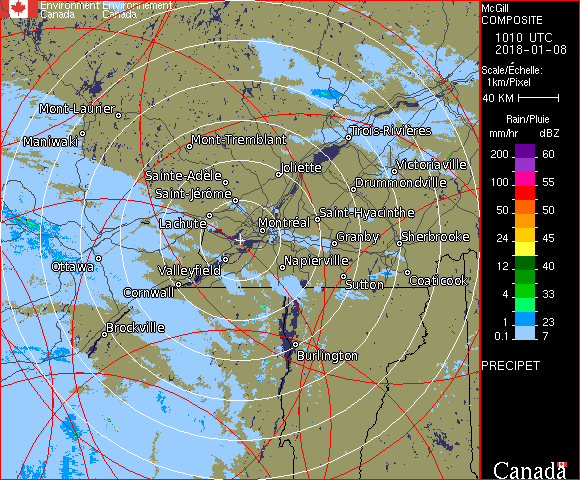 Environment Environnement
Canada Canada
McGill
COMPOSITE
1010 UTC
2018-01-08
Scale/Échelle:
1km/Pixel
40 KM
Rain/Pluie
mm/hr dBZ
200 60
150 57
100 55
50 50
24 45
12 40
4 33
1 23
0.1 7
PRECIPET
Canada
Mont-Laurier
Maniwaki
Mont-Tremblant
Trois-Rivières
Sainte-Adèle
Joliette
Victoriaville
Saint-Jérôme
Drummondville
Lachute
Montréal
Saint-Hyacinthe
Granby
Sherbrooke
Ottawa
Valleyfield
Napierville
Cornwall
Sutton
Coaticook
Brockville
Burlington